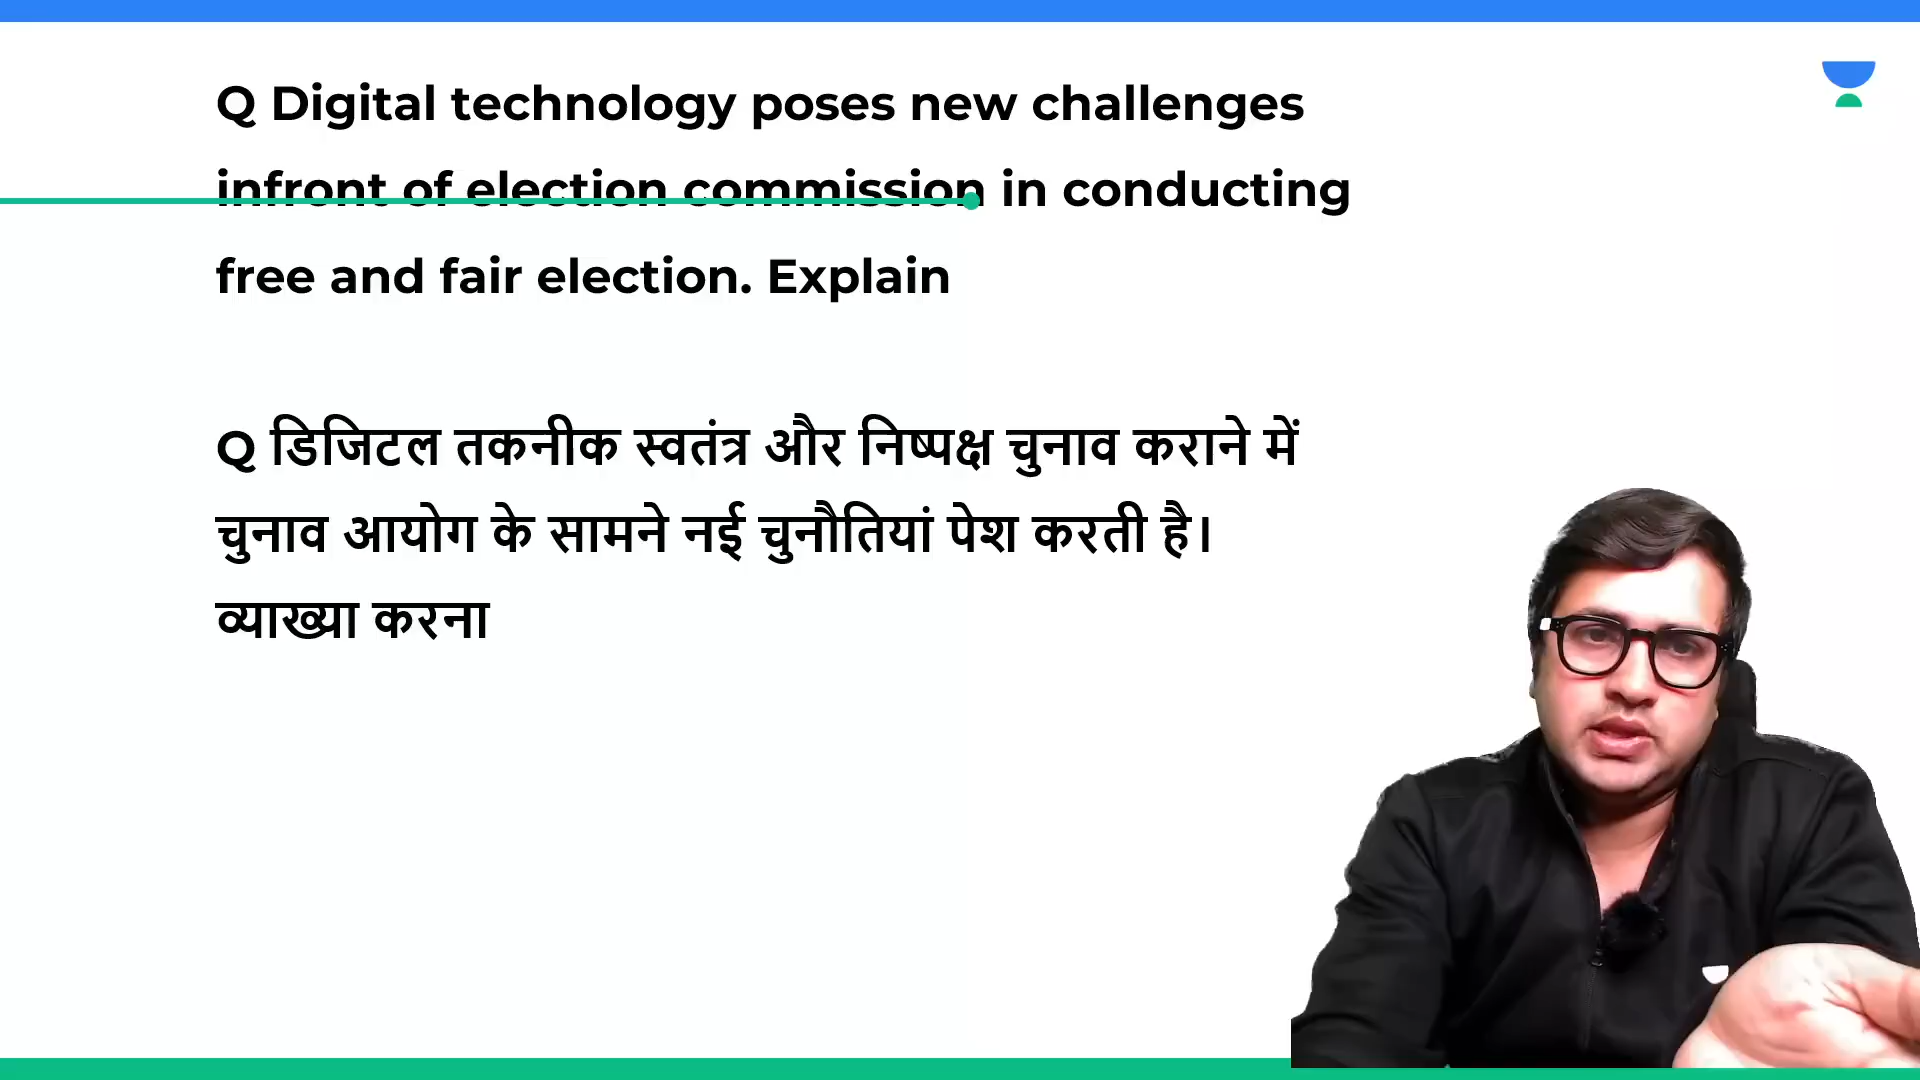 Q Digital technology poses new challenges
infront of election commission in conducting
free and fair election. Explain
Q डिजिटल तकनीक स्वतंत्र और निष्पक्ष चुनाव कराने में
चुनाव आयोग के सामने नई चुनौतियां पेश करती है।
व्याख्या करना